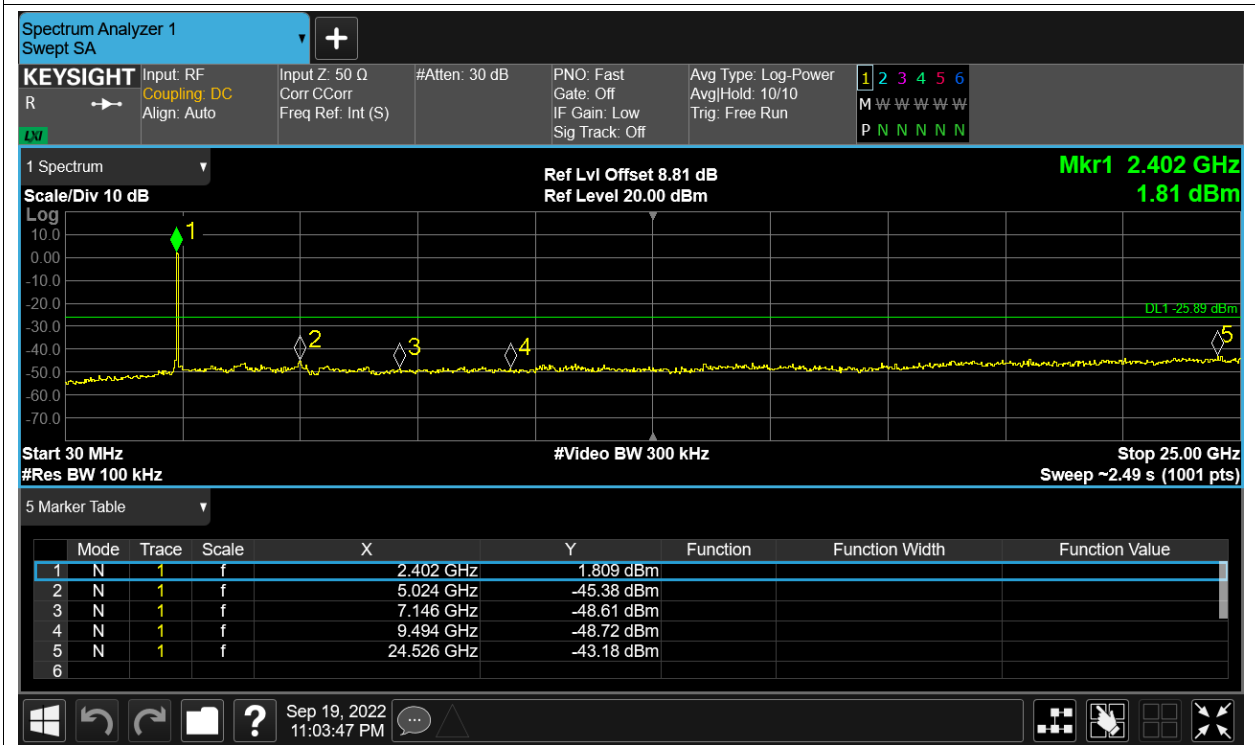 Spectrum Analyzer 1
Swept SA
KEYSIGHT
R
LXI
Input: RF
Coupling: DC
Align: Auto
Input Z: 50 Ω
Corr CCorr
Freq Ref: Int (S)
#Atten: 30 dB
PNO: Fast
Gate: Off
IF Gain: Low
Sig Track: Off
Avg Type: Log-Power
Avg|Hold: 10/10
Trig: Free Run
1 2 3 4 5 6
M W W W W W
P N N N N N
1 Spectrum
Scale/Div 10 dB
Ref Lvl Offset 8.81 dB
Ref Level 20.00 dBm
Mkr1 2.402 GHz
1.81 dBm
Log
10.0
0.00
-10.0
-20.0
-30.0
-40.0
-50.0
-60.0
-70.0
1
2
3
4
5
DL1 -25.89 dBm
Start 30 MHz
#Video BW 300 kHz
Stop 25.00 GHz
#Res BW 100 kHz
Sweep ~2.49 s (1001 pts)
5 Marker Table
Mode Trace Scale X Y Function Function Width Function Value
1 N 1 f 2.402 GHz 1.809 dBm
2 N 1 f 5.024 GHz -45.38 dBm
3 N 1 f 7.146 GHz -48.61 dBm
4 N 1 f 9.494 GHz -48.72 dBm
5 N 1 f 24.526 GHz -43.18 dBm
6
?
Sep 19, 2022
11:03:47 PM